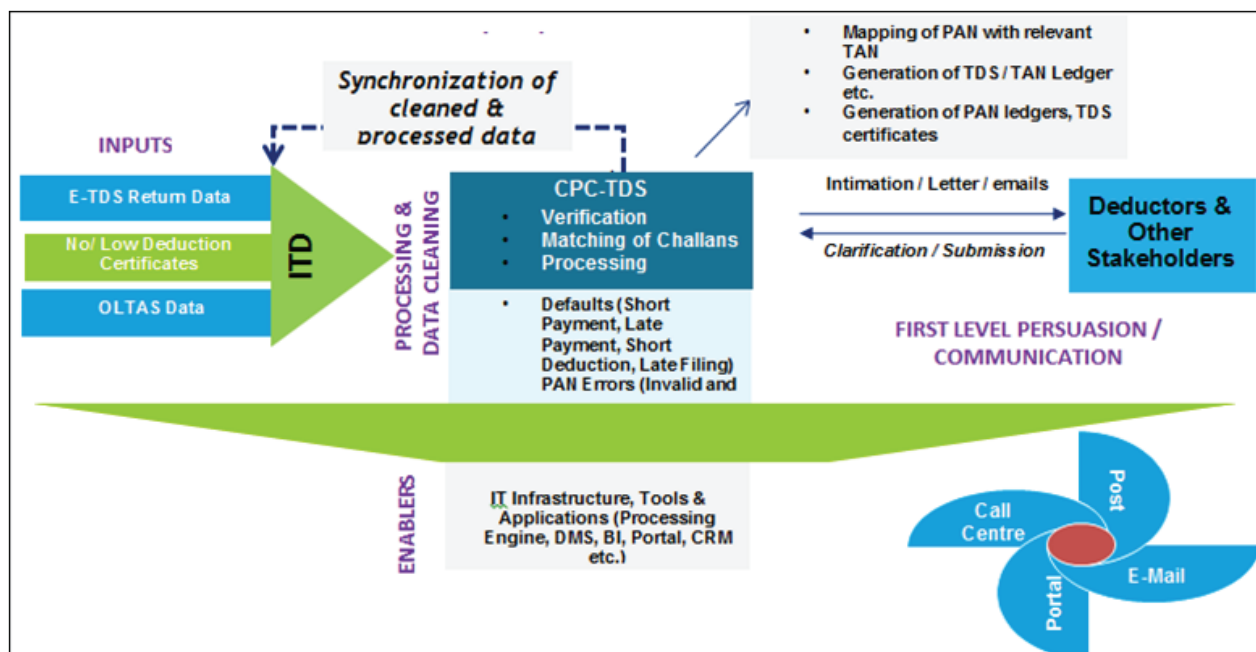 Synchronization of
cleaned &
processed data
• Mapping of PAN with relevant
TAN
• Generation of TDS / TAN Ledger
etc.
• Generation of PAN ledgers, TDS
certificates
INPUTS
E-TDS Return Data
No/ Low Deduction
Certificates
OLTAS Data
ITD
PROCESSING &
DATA CLEANING
CPC-TDS
• Verification
• Matching of Challans
• Processing
• Defaults (Short
Payment, Late
Payment, Short
Deduction, Late Filing)
PAN Errors (Invalid and
Intimation / Letter / emails
Clarification / Submission
Deductors &
Other
Stakeholders
FIRST LEVEL PERSUASION /
COMMUNICATION
ENABLERS
IT Infrastructure, Tools &
Applications (Processing
Engine, DMS, BI, Portal, CRM
etc.)
Call
Centre
Post
Portal
E-Mail